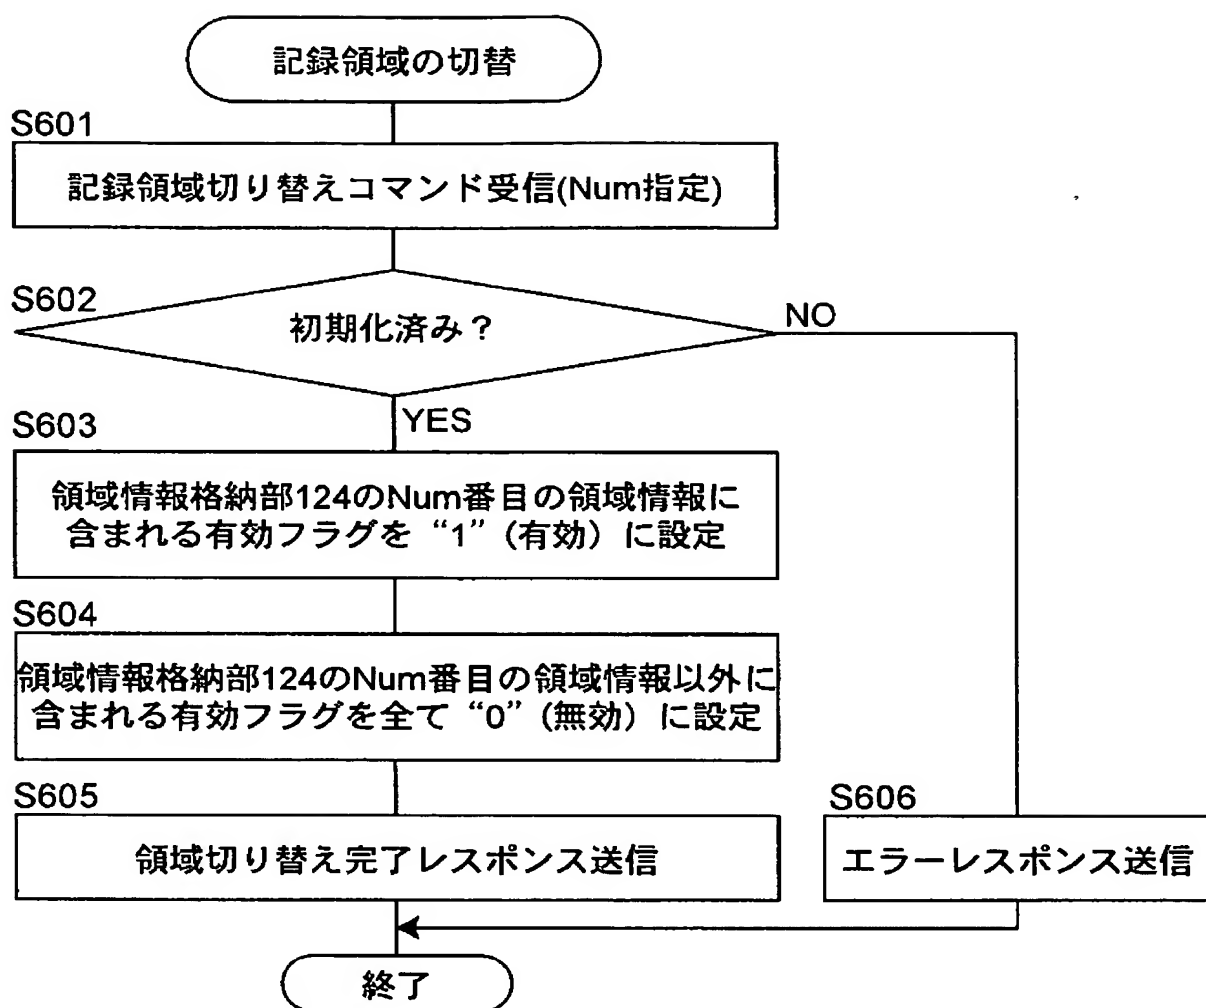 記録領域の切替
S601
記録領域切り替えコマンド受信(Num指定)
S602
初期化済み？
NO
YES
S603
領域情報格納部124のNum番目の領域情報に
含まれる有効フラグを“1”(有効）に設定
S604
領域情報格納部124のNum番目の領域情報以外に
含まれる有効フラグを全て“0”(無効）に設定
S605
領域切り替え完了レスポンス送信
S606
エラーレスポンス送信
終了